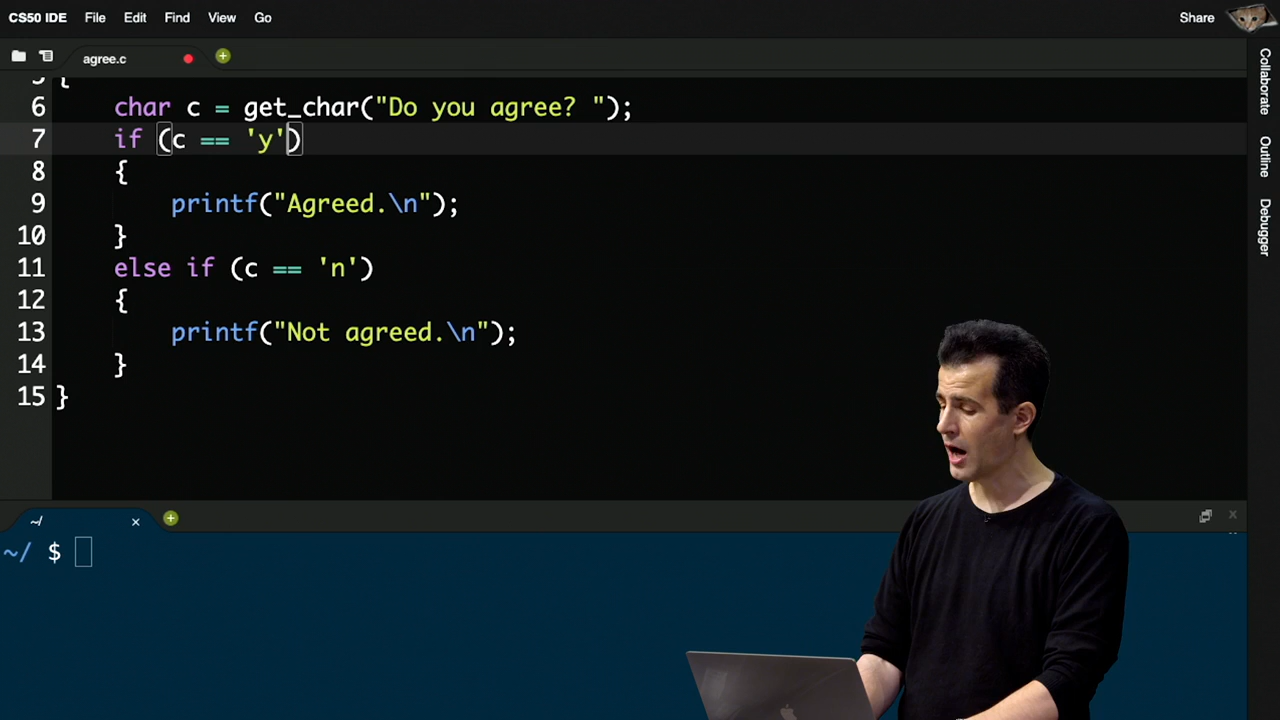 CS50 IDE File Edit Find View Go Share
agree.c
{
6 char c = get_char("Do you agree? ");
7 if (c == 'y')
8 {
9 printf("Agreed.\n");
10 }
11 else if (c == 'n')
12 {
13 printf("Not agreed.\n");
14 }
15 }
~/
~/ $
Collaborate
Outline
Debugger